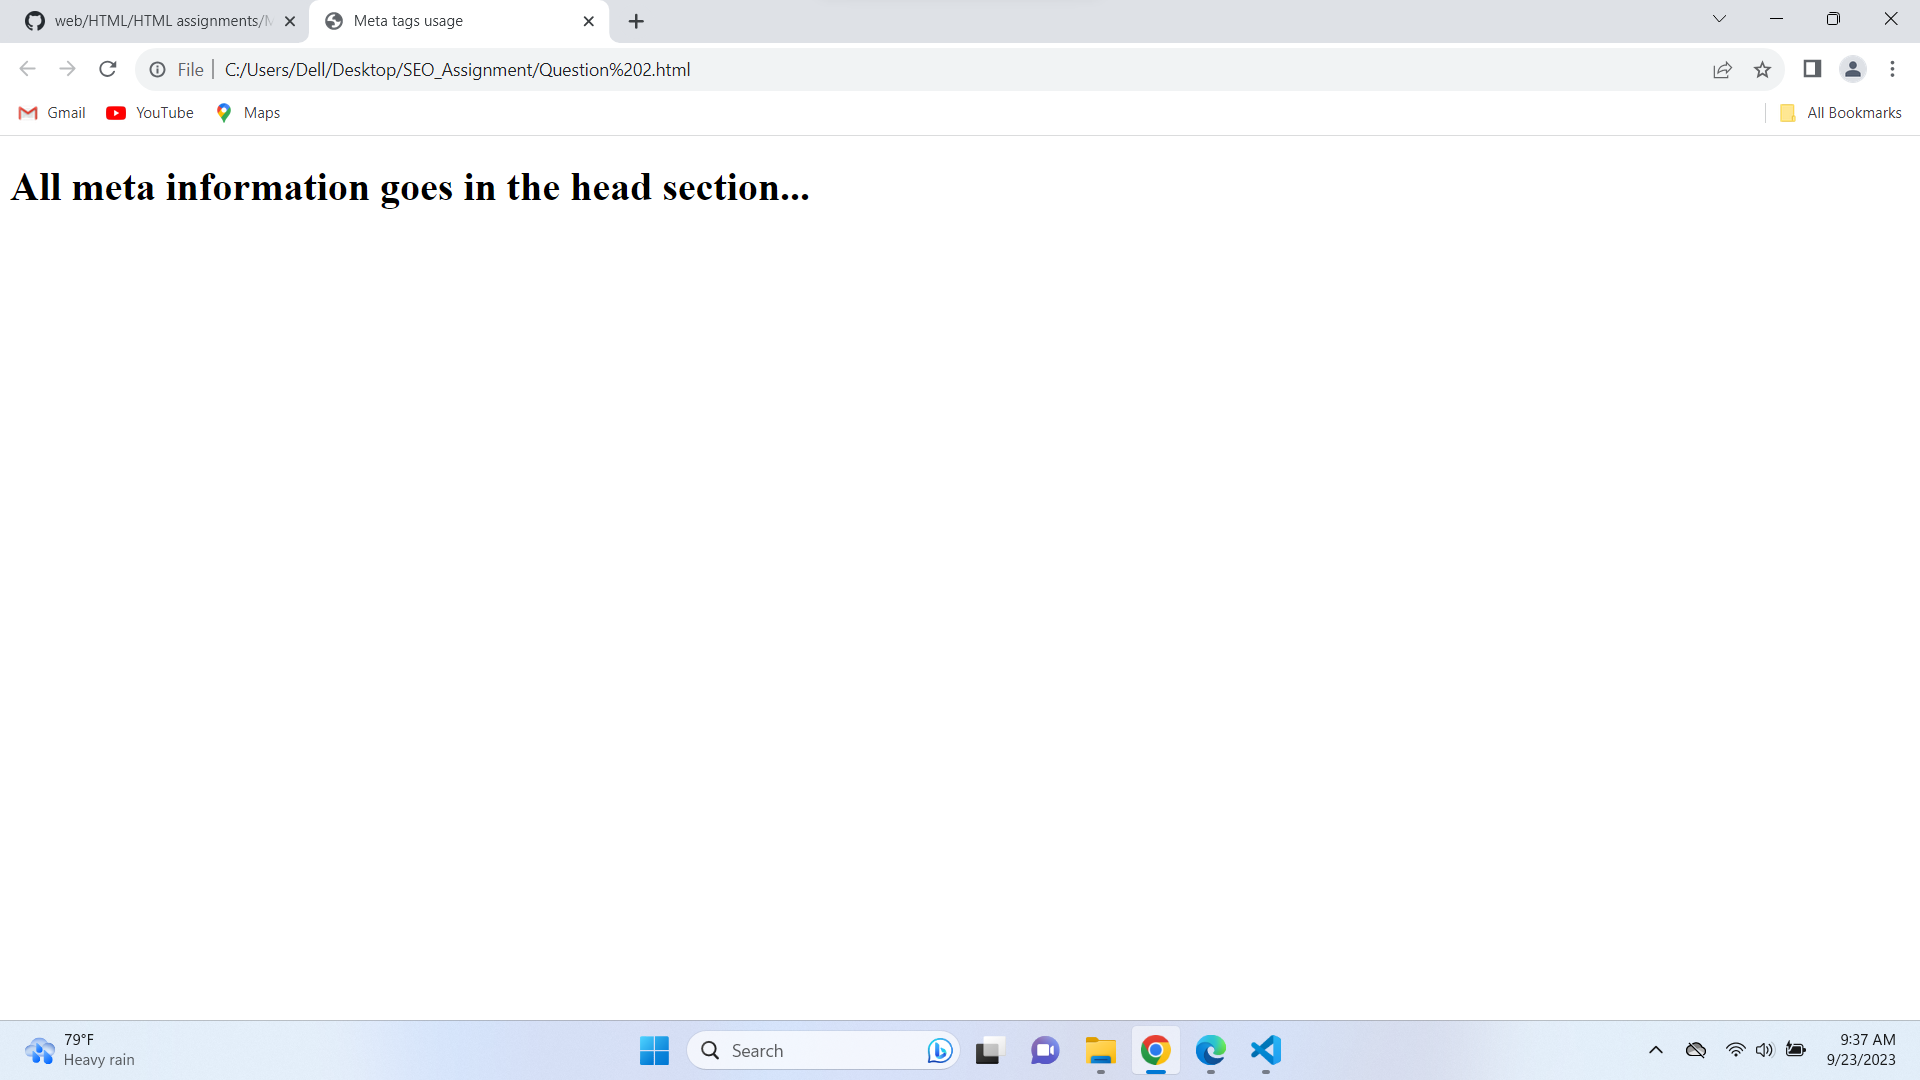 web/HTML/HTML assignments/M
Meta tags usage
File
C:/Users/Dell/Desktop/SEO_Assignment/Question%202.html
Gmail
YouTube
Maps
All Bookmarks
All meta information goes in the head section...
79°F
Heavy rain
Search
9:37 AM
9/23/2023